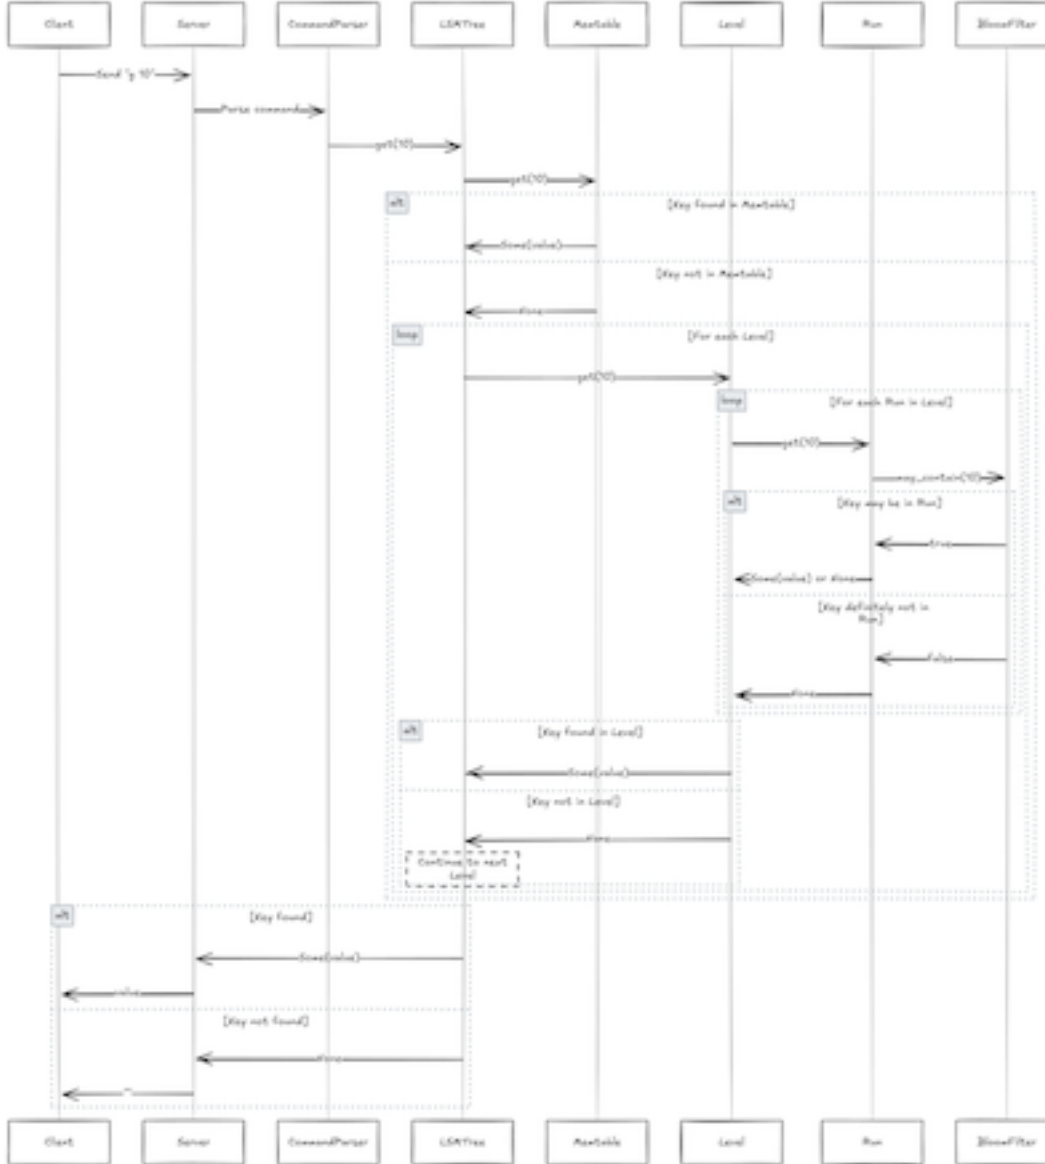 Client Server CommandParser LSMTree Memtable Level Run BloomFilter
Send "g 10"
Parse command
get(10)
get(10)
alt [Key found in Memtable]
Some(value)
[Key not in Memtable]
None
loop [For each Level]
get(10)
loop [For each Run in Level]
get(10)
may_contain(10)
alt [Key may be in Run]
true
Some(value) or None
[Key definitely not in
Run]
false
None
alt [Key found in Level]
Some(value)
[Key not in Level]
None
Continue to next
Level
alt [Key found]
Some(value)
value
[Key not found]
None
Client Server CommandParser LSMTree Memtable Level Run BloomFilter